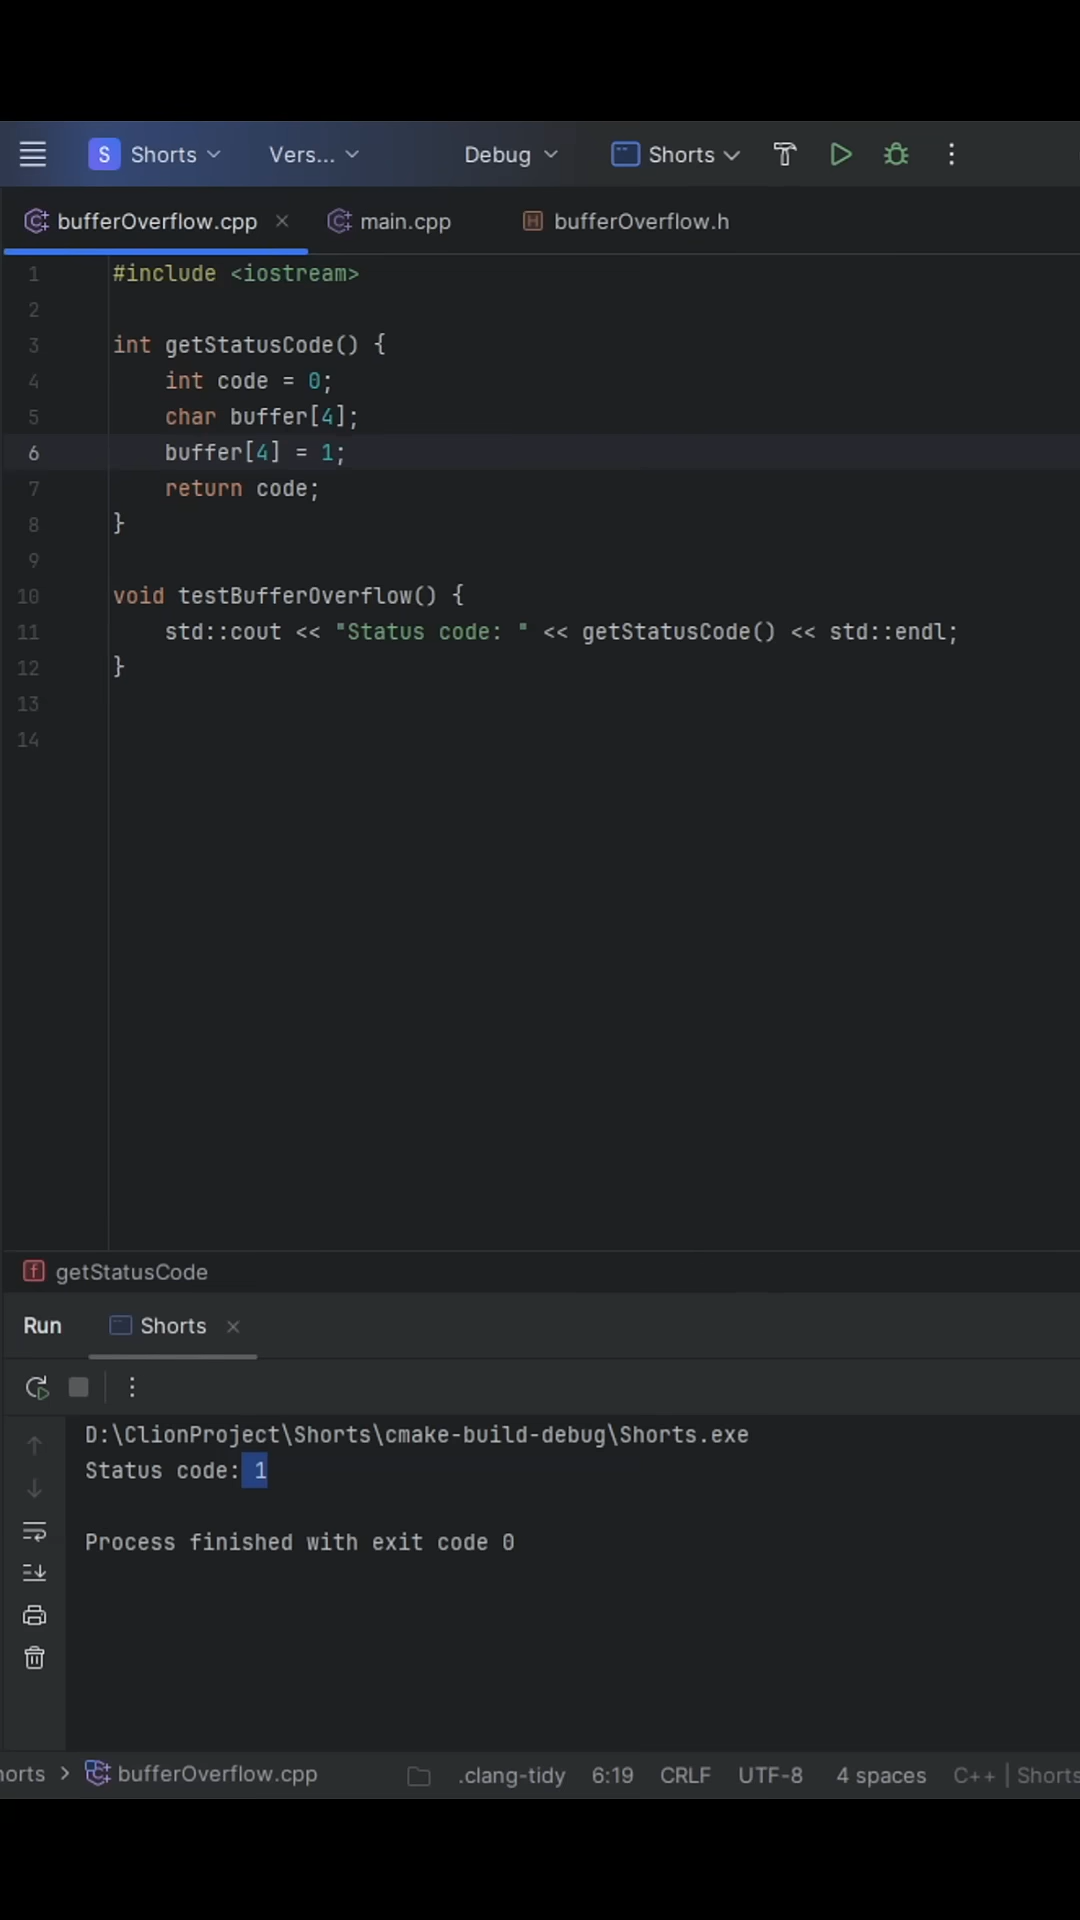 S Shorts Vers... Debug Shorts
bufferOverflow.cpp main.cpp H bufferOverflow.h
1 #include <iostream>
2
3 int getStatusCode() {
4     int code = 0;
5     char buffer[4];
6     buffer[4] = 1;
7     return code;
8 }
9
10 void testBufferOverflow() {
11     std::cout << "Status code: " << getStatusCode() << std::endl;
12 }
13
14
f getStatusCode
Run Shorts
D:\ClionProject\Shorts\cmake-build-debug\Shorts.exe
Status code: 1
Process finished with exit code 0
orts > bufferOverflow.cpp .clang-tidy 6:19 CRLF UTF-8 4 spaces C++ | Shorts